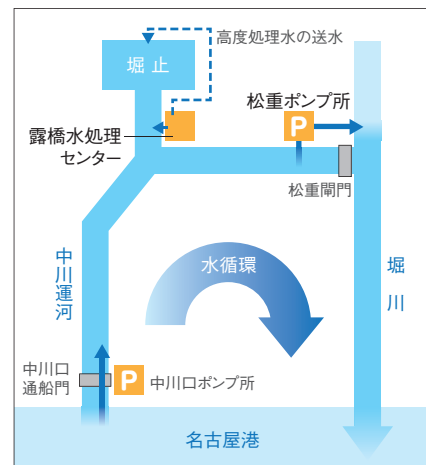 高度処理水の送水
堀止
松重ポンプ所
P
露橋水処理
センター
松重閘門
水循環
中川運河
堀川
中川口
通船門
P
中川口ポンプ所
名古屋港